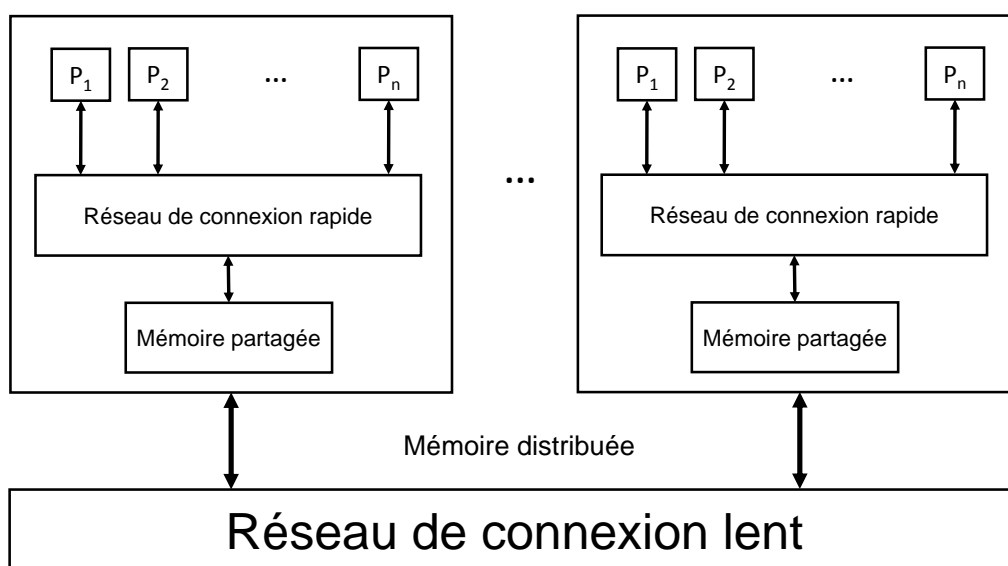 P1 P2 ... Pn P1 P2 ... Pn
...
Réseau de connexion rapide Réseau de connexion rapide
Mémoire partagée Mémoire partagée
Mémoire distribuée
Réseau de connexion lent